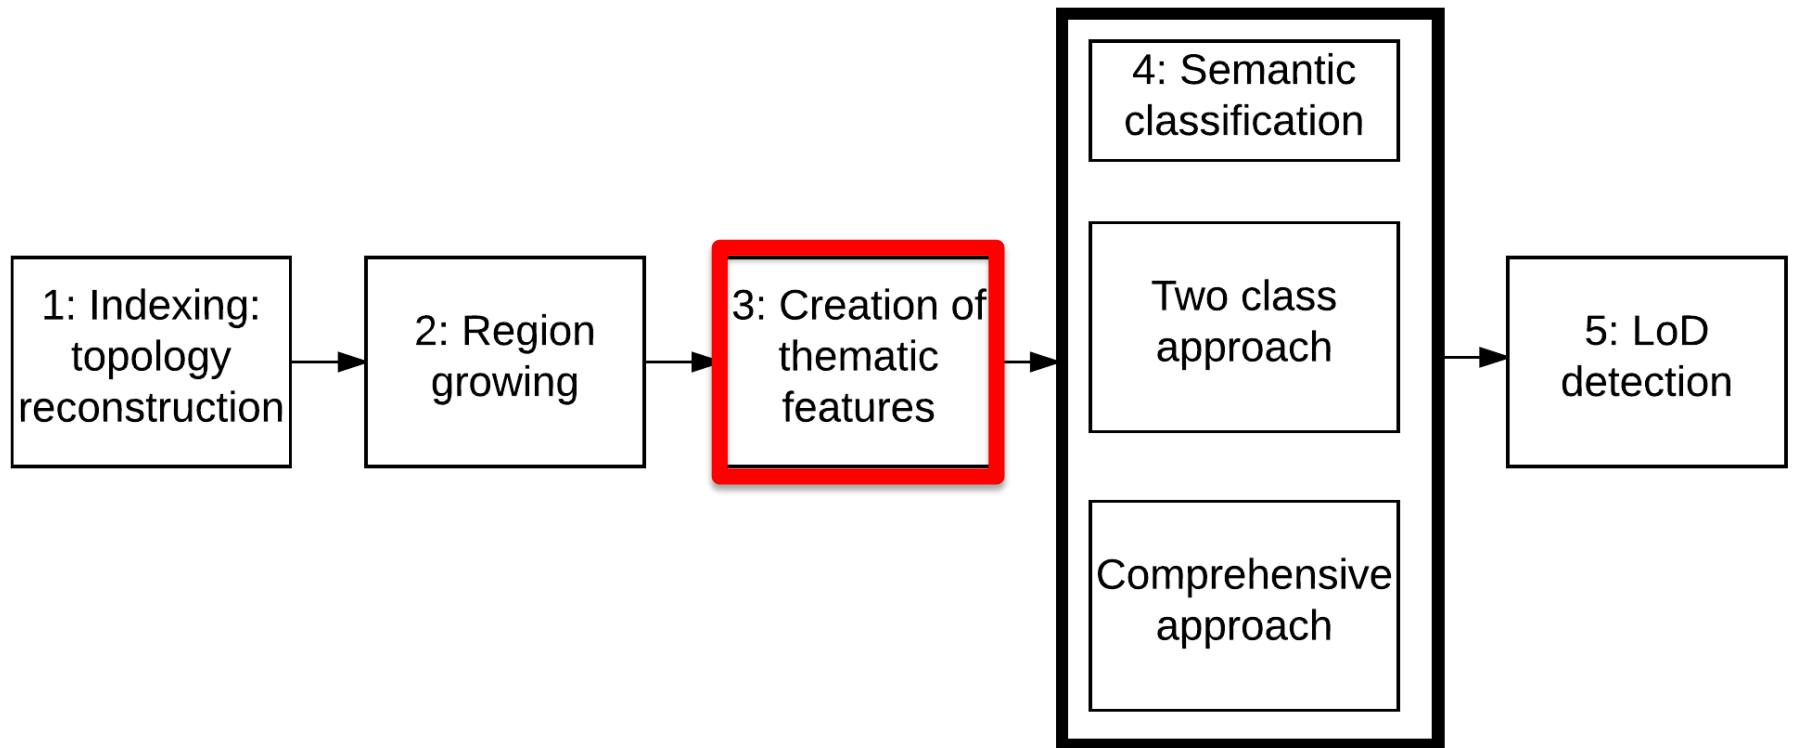 1: Indexing:
topology
reconstruction
2: Region
growing
3: Creation of
thematic
features
4: Semantic
classification
Two class
approach
Comprehensive
approach
5: LoD
detection